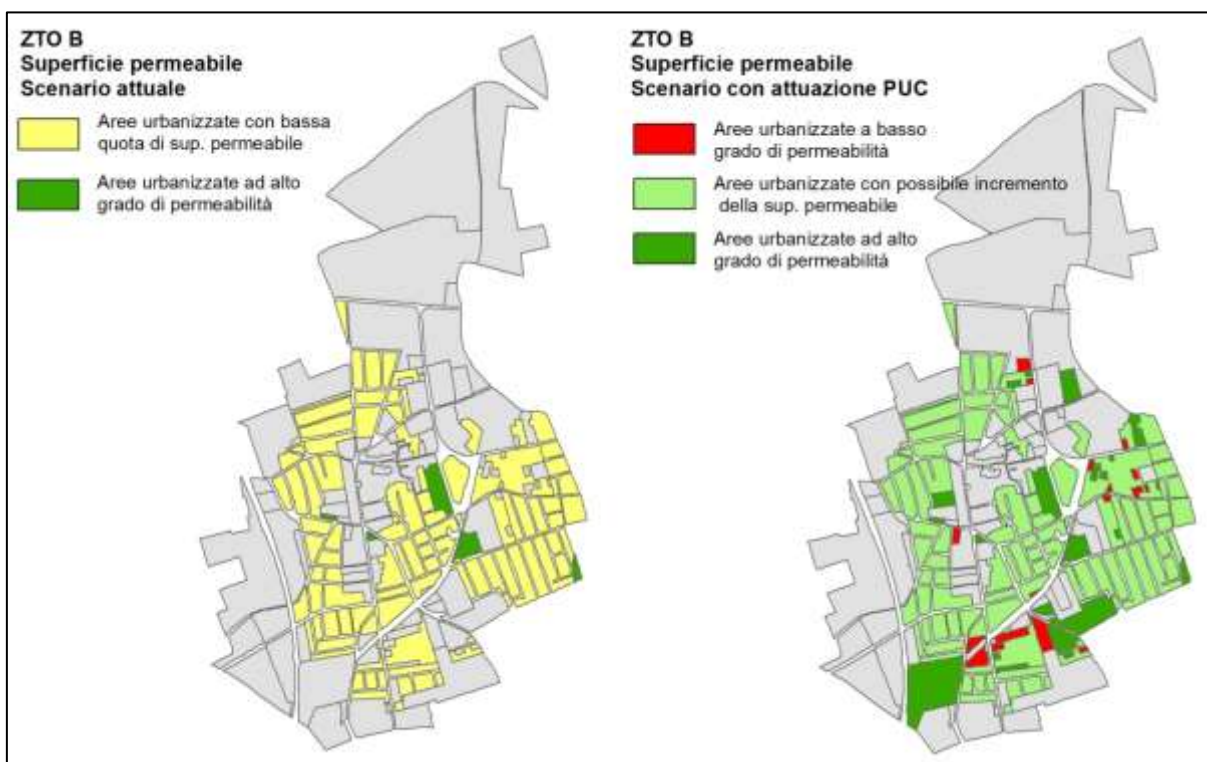 ZTO B
Superficie permeabile
Scenario attuale
Aree urbanizzate con bassa
quota di sup. permeabile
Aree urbanizzate ad alto
grado di permeabilità
ZTO B
Superficie permeabile
Scenario con attuazione PUC
Aree urbanizzate a basso
grado di permeabilità
Aree urbanizzate con possibile incremento
della sup. permeabile
Aree urbanizzate ad alto
grado di permeabilità